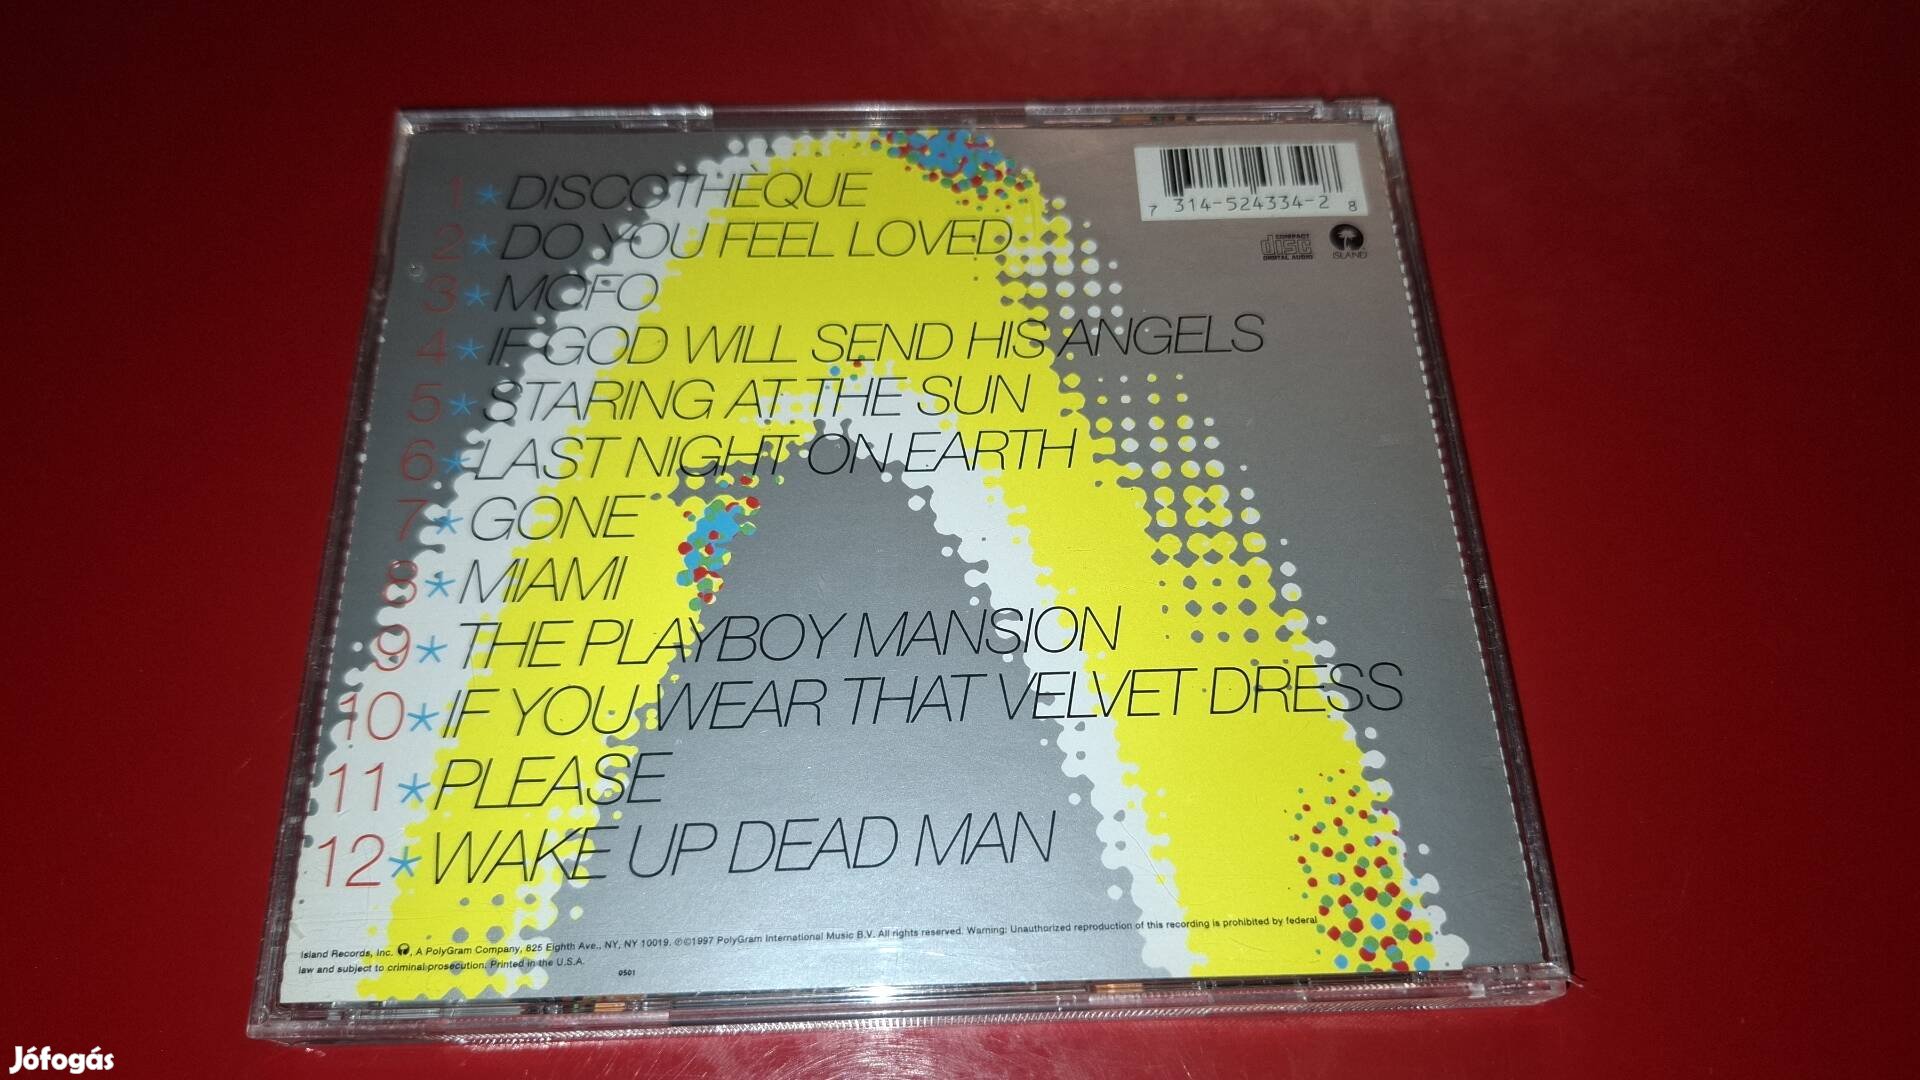 1*DISCOTHÈQUE
2*DO YOU FEEL LOVED
3*MOFO
4*IF GOD WILL SEND HIS ANGELS
5*STARING AT THE SUN
6*LAST NIGHT ON EARTH
7*GONE
8*MIAMI
9*THE PLAYBOY MANSION
10*IF YOU WEAR THAT VELVET DRESS
11*PLEASE
12*WAKE UP DEAD MAN
7 314-524334-2 8
COMPACT
disc
DIGITAL AUDIO
ISLAND
Island Records, Inc. , A PolyGram Company, 825 Eighth Ave., NY, NY 10019. ℗©1997 PolyGram International Music B.V. All rights reserved. Warning: Unauthorized reproduction of this recording is prohibited by federal
law and subject to criminal prosecution. Printed in the U.S.A.
0501
Jófogás